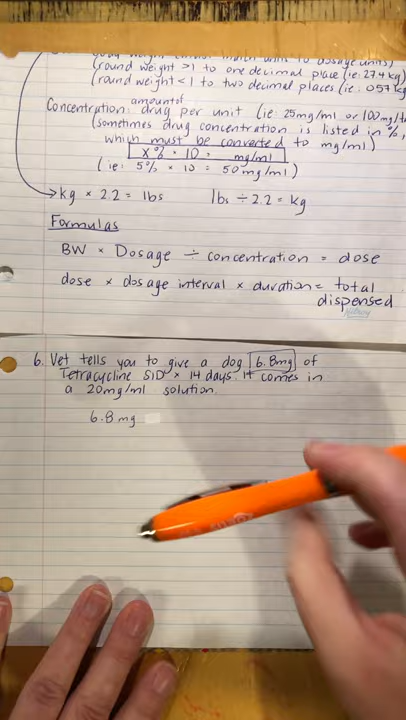 (round weight >1 to one decimal place (ie: 27.4 kg)
(round weight <1 to two decimal places (ie: 0.57 kg
Concentration: amount of drug per unit (ie: 25mg/ml or 100mg/t
(sometimes drug concentration is listed in %,
which must be converted to mg/ml)
x% × 10 = mg/ml
(ie: 5% × 10 = 50mg/ml)
kg × 2.2 = lbs lbs ÷ 2.2 = kg
Formulas
BW × Dosage ÷ concentration = dose
dose × dosage interval × duration = total
dispensed
6. Vet tells you to give a dog 6.8mg of
Tetracycline SID × 14 days. It comes in
a 20mg/ml solution.
6.8mg